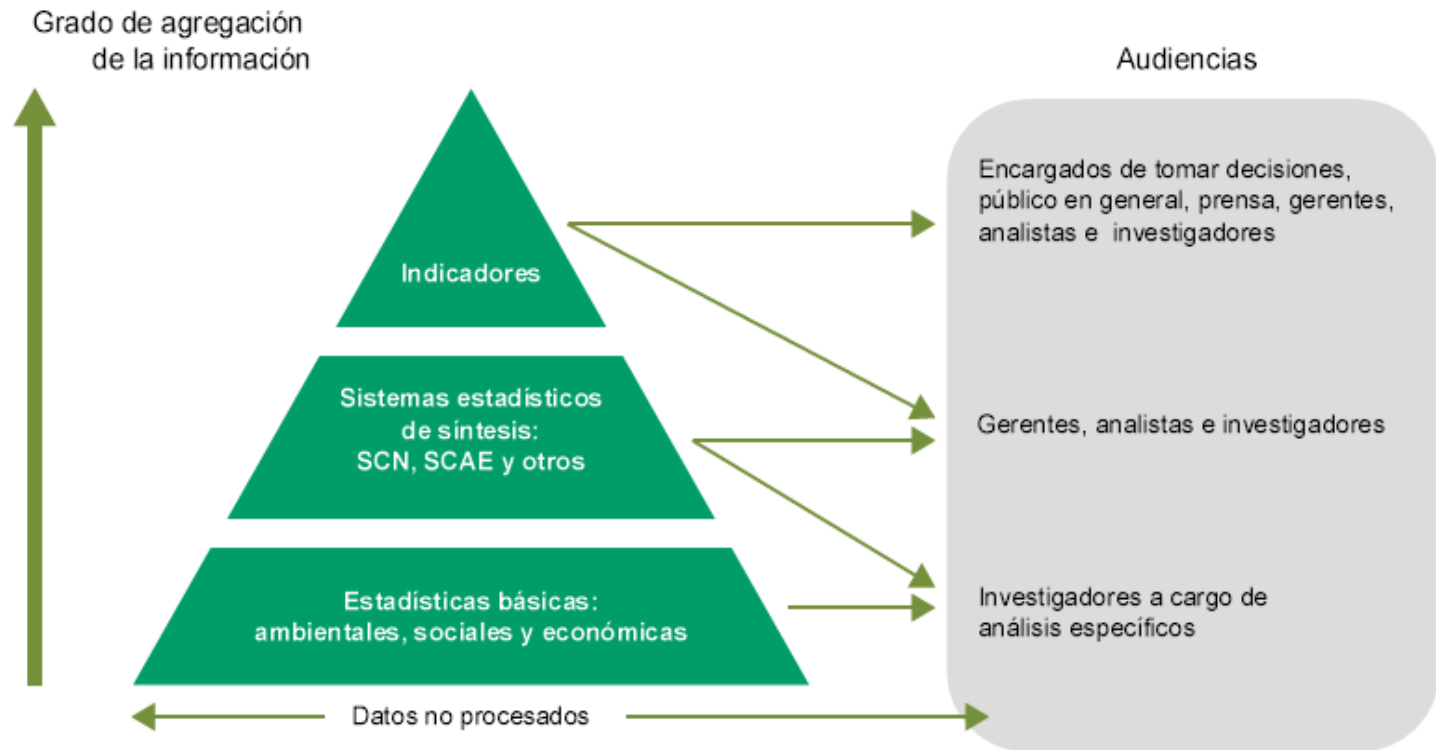 Grado de agregación
de la información
Audiencias
Indicadores
Encargados de tomar decisiones,
público en general, prensa, gerentes,
analistas e investigadores
Sistemas estadísticos
de síntesis:
SCN, SCAE y otros
Gerentes, analistas e investigadores
Estadísticas básicas:
ambientales, sociales y económicas
Investigadores a cargo de
análisis específicos
Datos no procesados